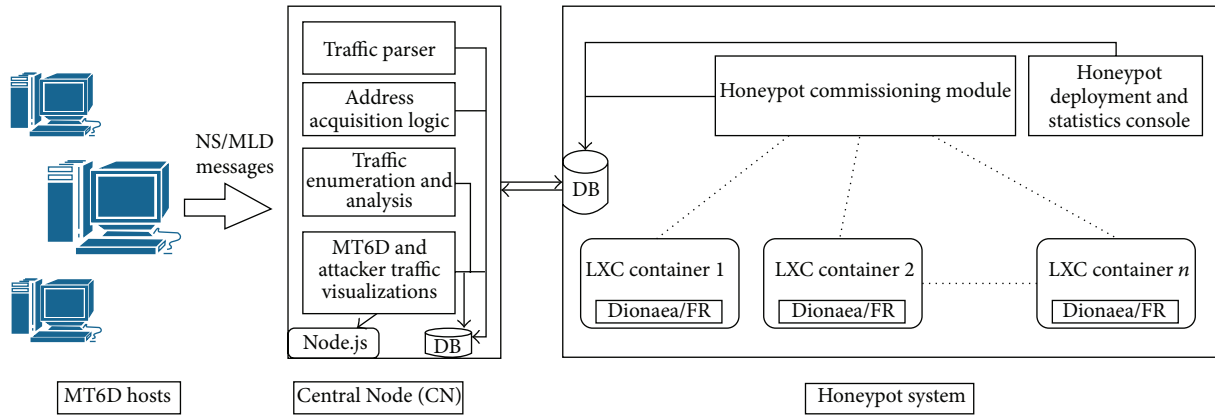 NS/MLD
messages
MT6D hosts
Traffic parser
Address
acquisition logic
Traffic
enumeration and
analysis
MT6D and
attacker traffic
visualizations
Node.js
DB
Central Node (CN)
DB
Honeypot commissioning module
Honeypot
deployment and
statistics console
LXC container 1
Dionaea/FR
LXC container 2
Dionaea/FR
LXC container n
Dionaea/FR
Honeypot system